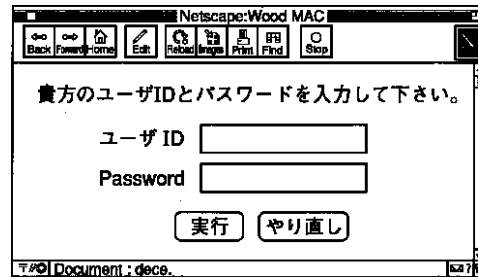 Netscape:Wood MAC
Back Forward Home Edit Reload Images Print Find Stop
貴方のユーザIDとパスワードを入力して下さい。
ユーザ ID
Password
実行 やり直し
Document : dece.
?